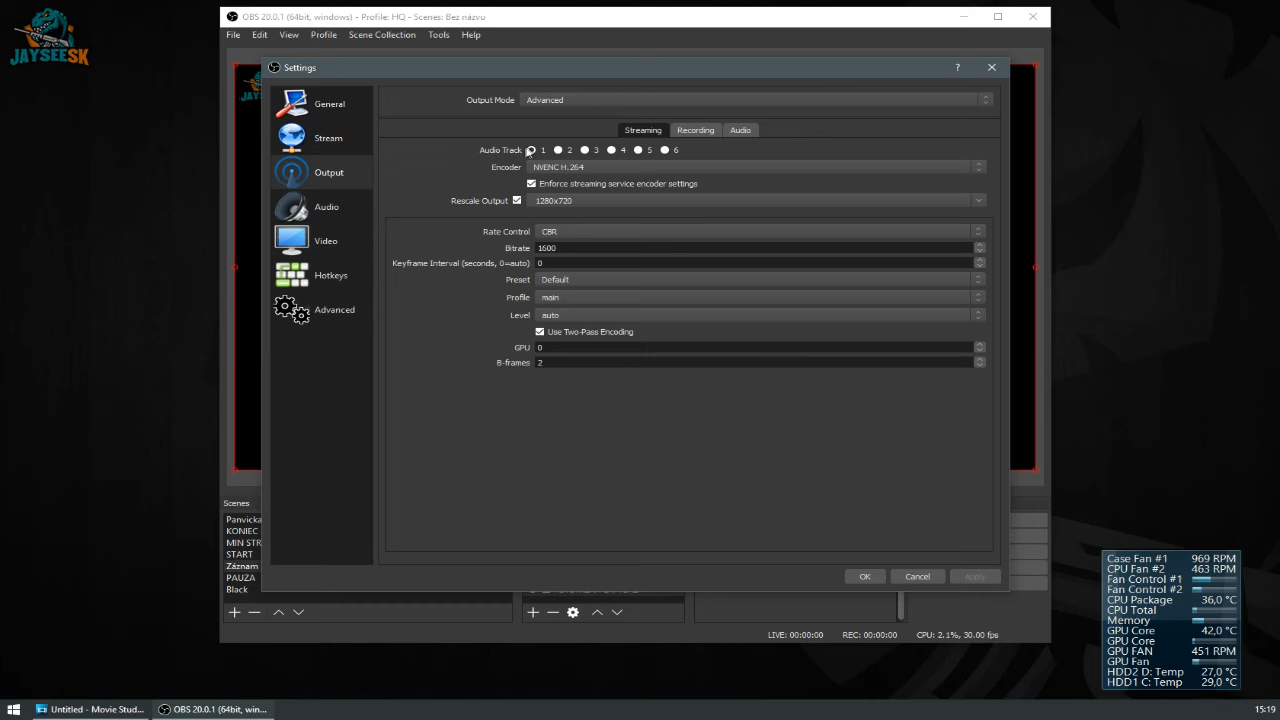 JAYSEESK
OBS 20.0.1 (64bit, windows) - Profile: HQ - Scenes: Bez názvu
File Edit View Profile Scene Collection Tools Help
Settings
?
General
Stream
Output
Audio
Video
Hotkeys
Advanced
Output Mode Advanced
Streaming Recording Audio
Audio Track 1 2 3 4 5 6
Encoder NVENC H.264
Enforce streaming service encoder settings
Rescale Output 1280x720
Rate Control CBR
Bitrate 1600
Keyframe Interval (seconds, 0=auto) 0
Preset Default
Profile main
Level auto
Use Two-Pass Encoding
GPU 0
B-frames 2
OK Cancel Apply
Scenes
Panvicka
KONIEC
MIN STR
START
Záznam
PAUZA
Black
LIVE: 00:00:00 REC: 00:00:00 CPU: 2.1%, 30.00 fps
Case Fan #1 969 RPM
CPU Fan #2 463 RPM
Fan Control #1
Fan Control #2
CPU Package 36,0 °C
CPU Total
Memory
GPU Core 42,0 °C
GPU Core
GPU FAN 451 RPM
GPU Fan
HDD2 D: Temp 27,0 °C
HDD1 C: Temp 29,0 °C
Untitled - Movie Stud...
OBS 20.0.1 (64bit, win...
15:19